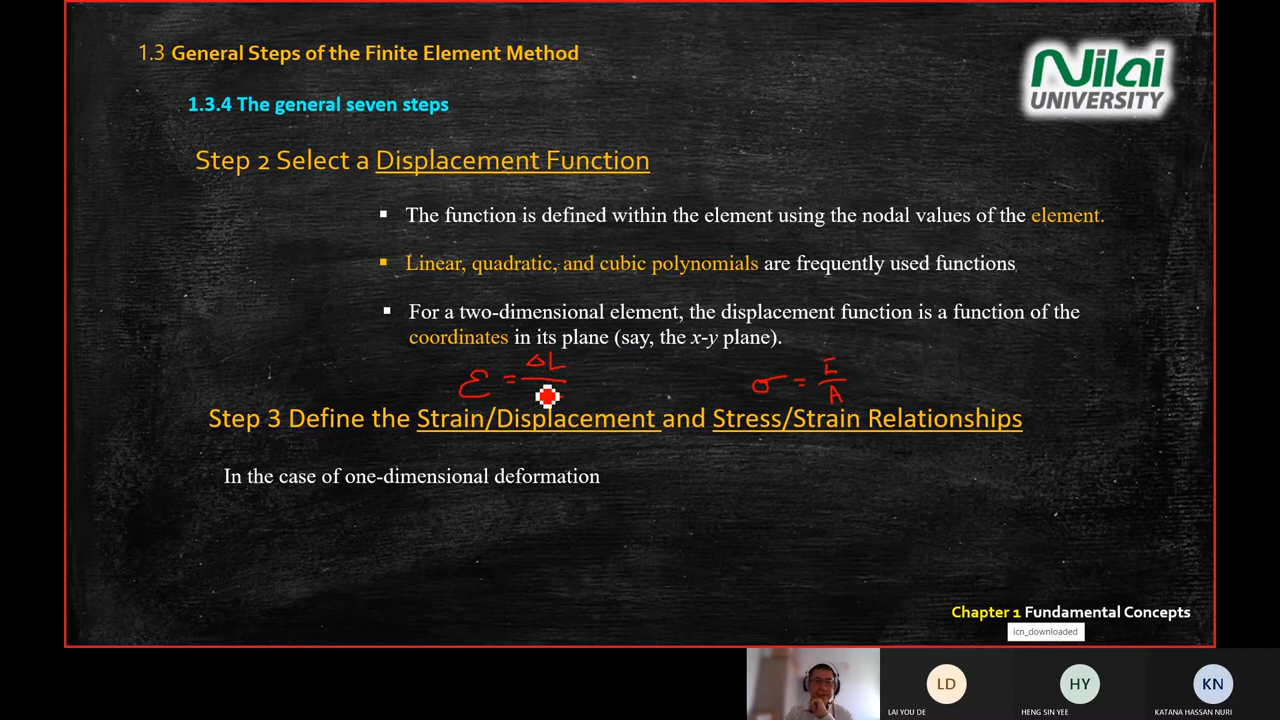 1.3 General Steps of the Finite Element Method
Nilai
UNIVERSITY
1.3.4 The general seven steps
Step 2 Select a Displacement Function
▪ The function is defined within the element using the nodal values of the element.
▪ Linear, quadratic, and cubic polynomials are frequently used functions
▪ For a two-dimensional element, the displacement function is a function of the
coordinates in its plane (say, the x-y plane).
ε = ΔL
σ = F/A
Step 3 Define the Strain/Displacement and Stress/Strain Relationships
In the case of one-dimensional deformation
Chapter 1 Fundamental Concepts
icn_downloaded
LD
HY
KN
LAI YOU DE
HENG SIN YEE
KATANA HASSAN NURI